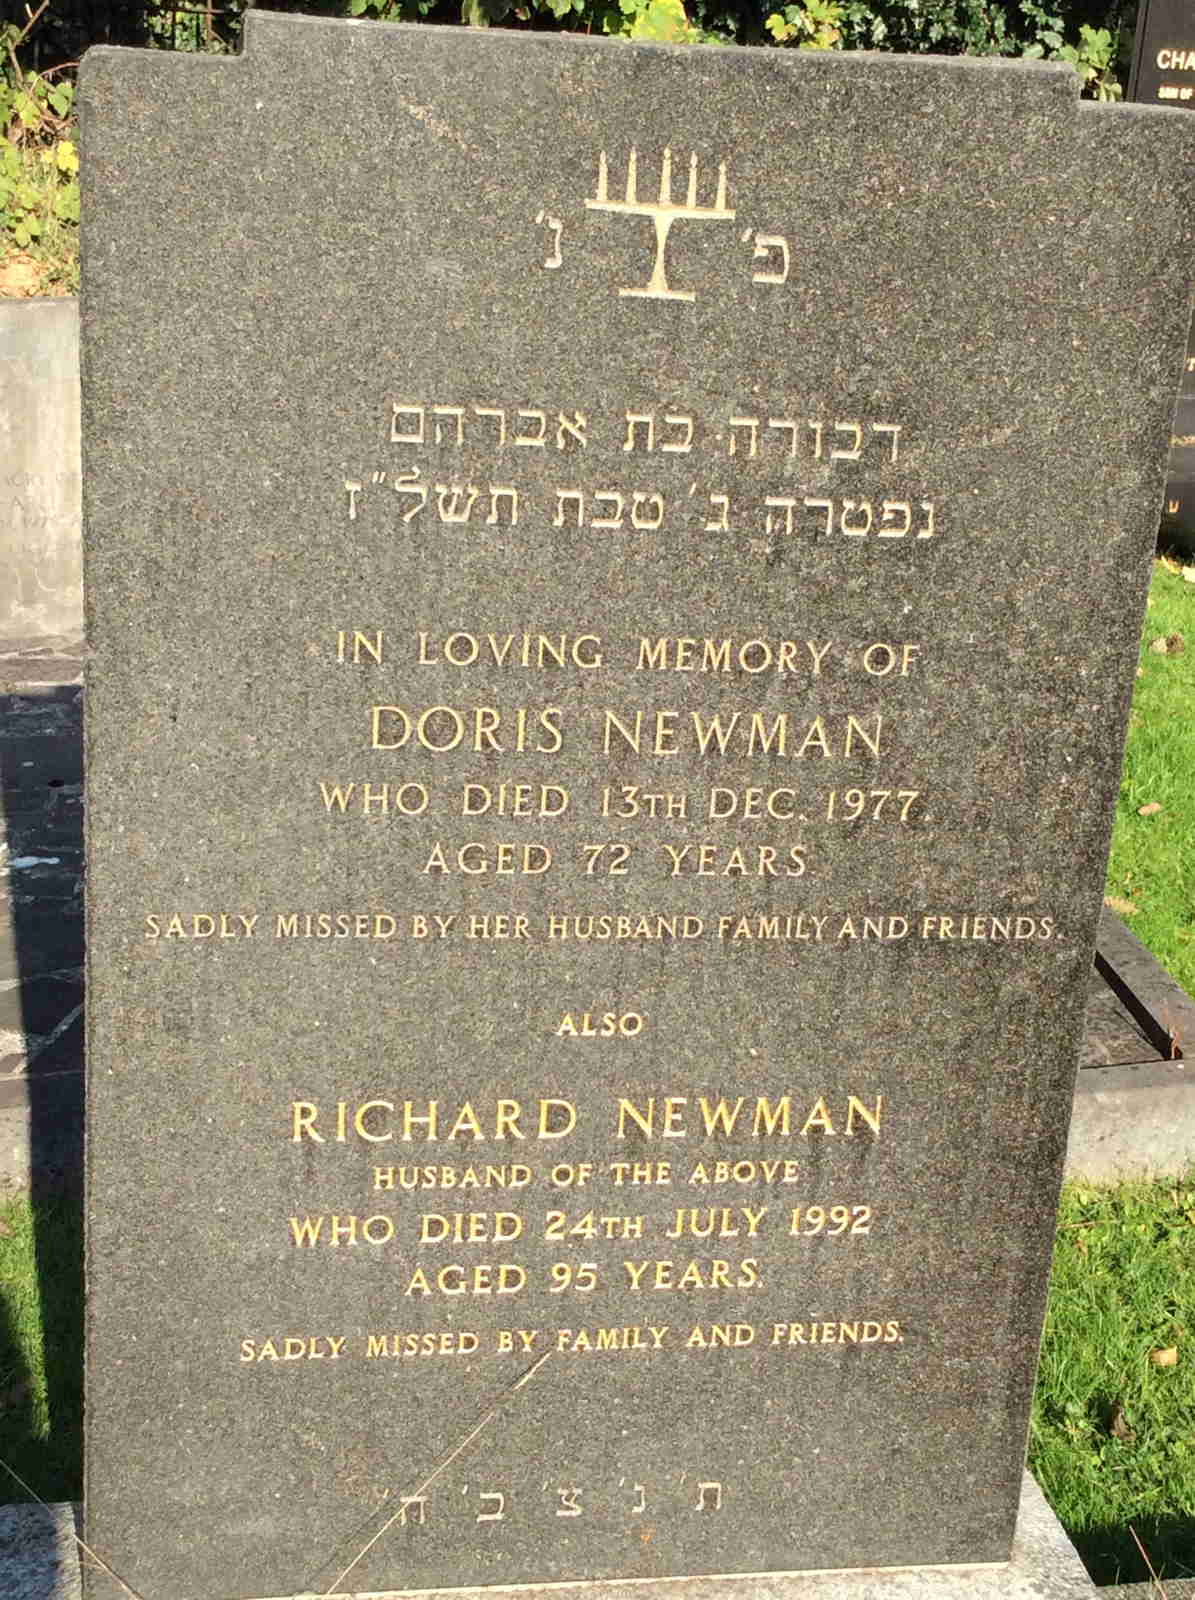 פ' נ'
דבורה בת אברהם
נפטרה ג' טבת תשל"ז
IN LOVING MEMORY OF
DORIS NEWMAN
WHO DIED 13TH DEC. 1977.
AGED 72 YEARS.
SADLY MISSED BY HER HUSBAND FAMILY AND FRIENDS.
ALSO
RICHARD NEWMAN
HUSBAND OF THE ABOVE
WHO DIED 24TH JULY 1992
AGED 95 YEARS.
SADLY MISSED BY FAMILY AND FRIENDS.
ת' נ' צ' ב' ה'